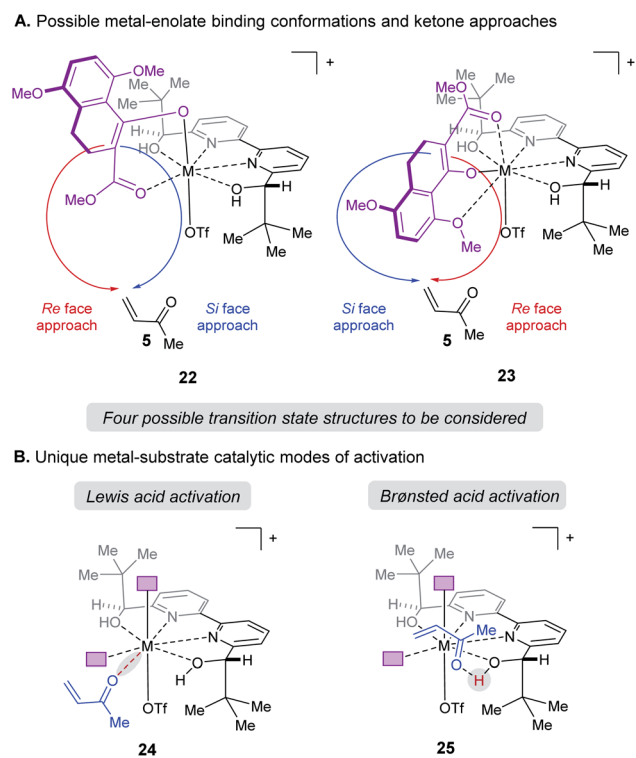 A. Possible metal-enolate binding conformations and ketone approaches
MeO
OMe
Me
Me
Me
O
H
HO
N
N
M
O
H
H
MeO
O
OTf
Me
Me
Me
+
Re face
approach
Si face
approach
O
Me
5
22
MeO
O
Me
Me
Me
H
HO
N
N
O
M
O
H
H
MeO
O
Me
OTf
Me
Me
Me
+
Si face
approach
Re face
approach
O
Me
5
23
Four possible transition state structures to be considered
B. Unique metal-substrate catalytic modes of activation
Lewis acid activation
Brønsted acid activation
Me
Me
Me
H
HO
N
N
M
O
H
H
O
Me
OTf
Me
Me
Me
+
24
Me
Me
Me
H
HO
N
N
M
Me
O
O
H
H
OTf
Me
Me
Me
+
25